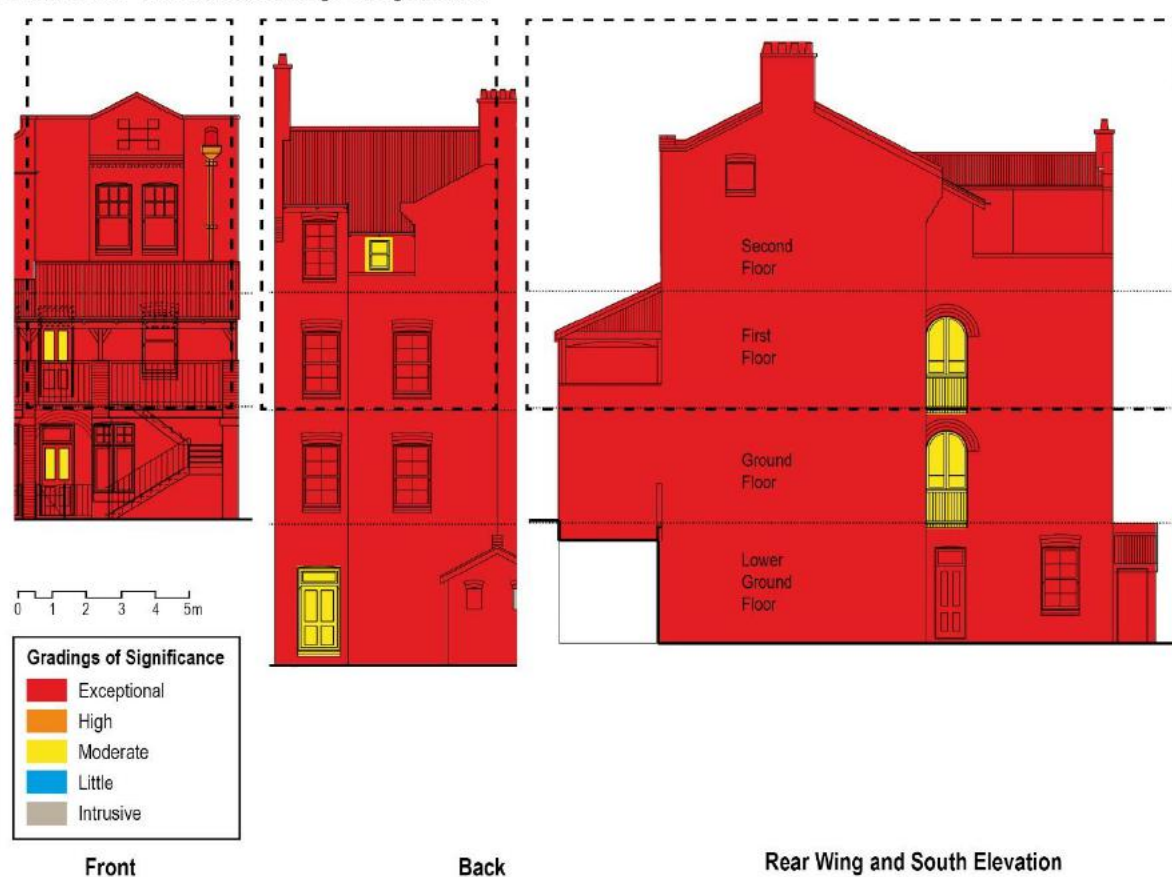 Second
Floor
First
Floor
Ground
Floor
Lower
Ground
Floor
0 1 2 3 4 5m
Gradings of Significance
Exceptional
High
Moderate
Little
Intrusive
Front
Back
Rear Wing and South Elevation